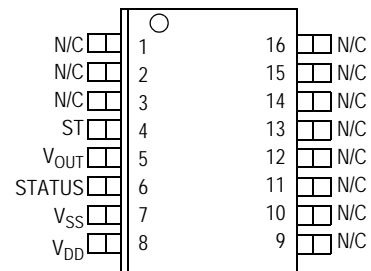 N/C 1 16 N/C
N/C 2 15 N/C
N/C 3 14 N/C
ST 4 13 N/C
VOUT 5 12 N/C
STATUS 6 11 N/C
VSS 7 10 N/C
VDD 8 9 N/C